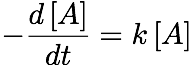 −d [A]/dt = k [A]